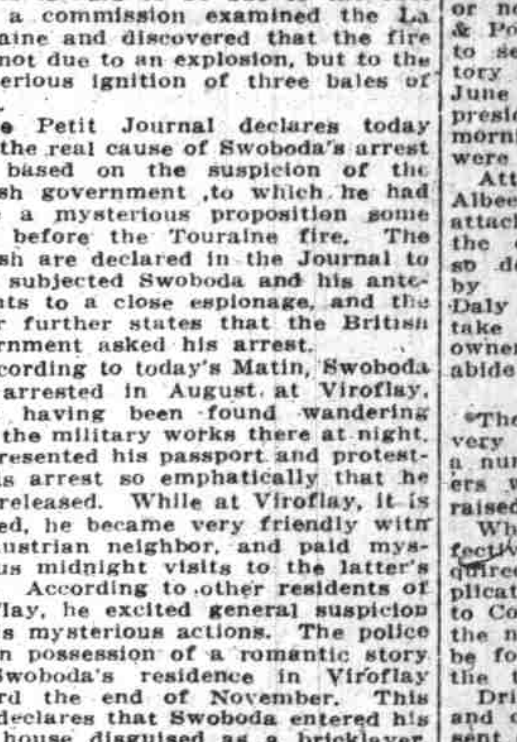 a commission examined the La
aine and discovered that the fire
not due to an explosion, but to the
erious ignition of three bales of
e Petit Journal declares today
the real cause of Swoboda's arrest
based on the suspicion of the
sh government ,to which he had
a mysterious proposition some
before the Touraine fire. The
sh are declared in the Journal to
subjected Swoboda and his ante-
nts to a close espionage, and the
r further states that the British
rnment asked his arrest.
cording to today's Matin, Swoboda
arrested in August. at Viroflay,
having been found wandering
the military works there at night.
resented his passport and protest-
s arrest so emphatically that he
released. While at Viroflay, it is
ed, he became very friendly with
ustrian neighbor, and paid mys-
us midnight visits to the latter's
According to other residents of
flay, he excited general suspicion
s mysterious actions. The police
n possession of a romantic story
Swoboda's residence in Viroflay
rd the end of November. This
declares that Swoboda entered his
house disguised as a bricklayer
or ne
& Po
to se
tory
June
presi
morni
were
Att
Albee
attach
the
so de
by
Daly
take
owner
abide
"The
very
a nu
ers w
raised
Wh
fectiv
quired
plicat
to Co
the n
be fo
the t
Dri
and c
sent